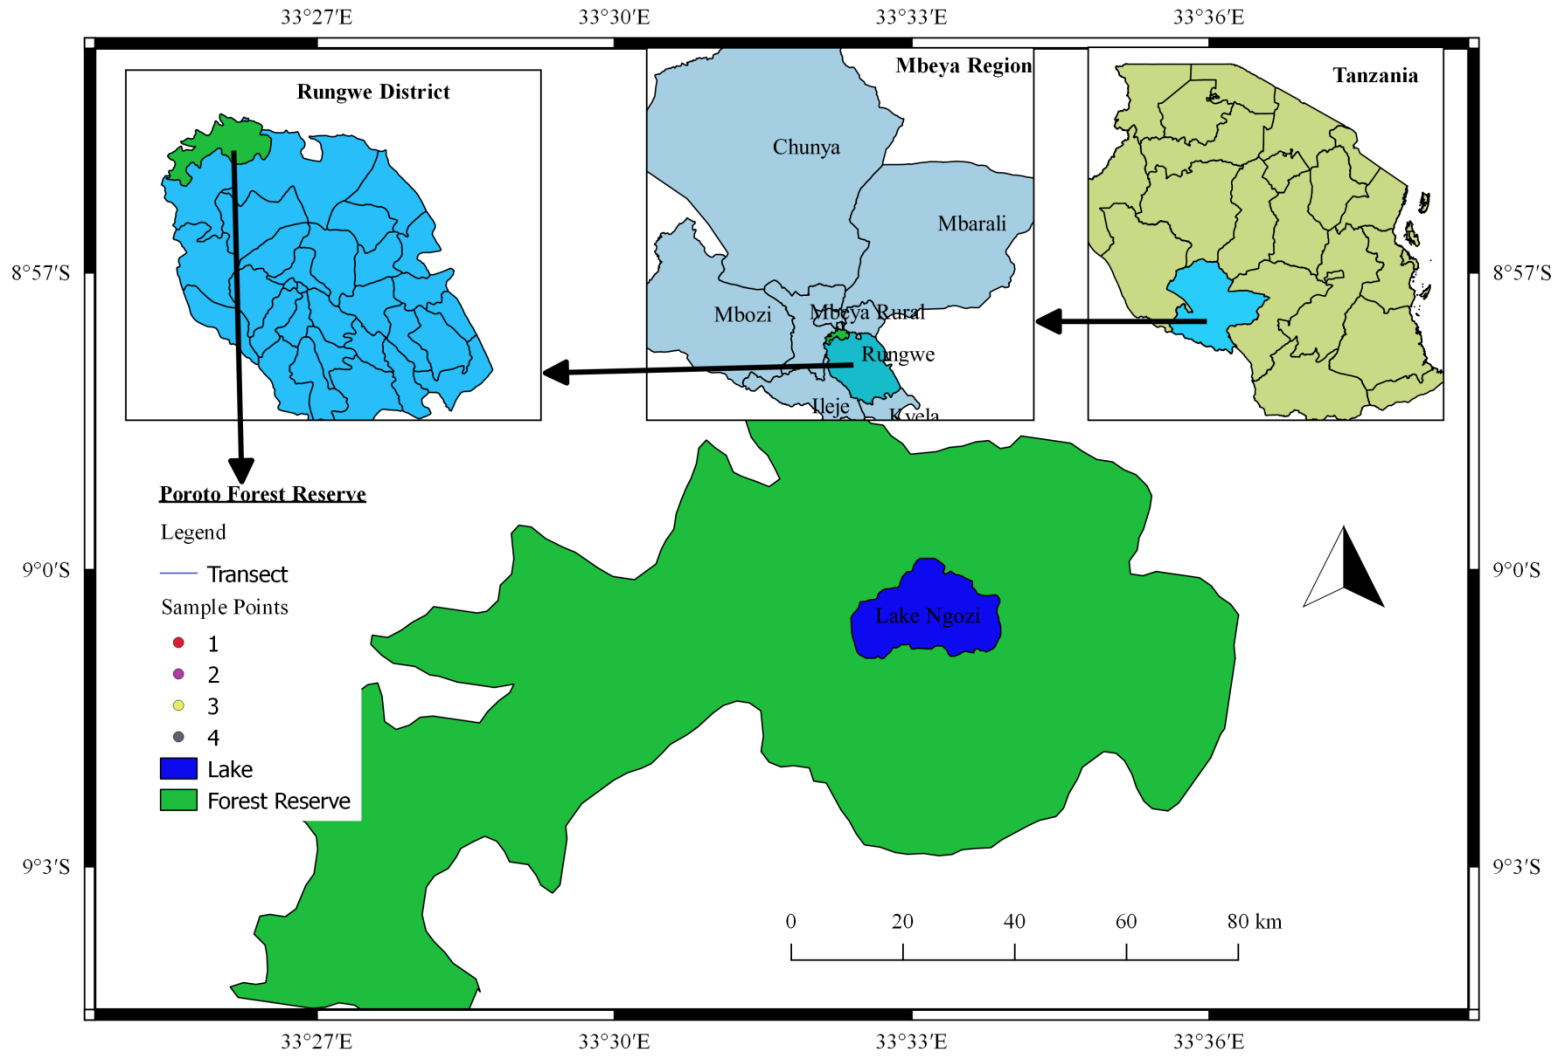 33°27′E 33°30′E 33°33′E 33°36′E
Rungwe District
Mbeya Region
Tanzania
Chunya
Mbarali
Mbozi
Mbeya Rural
Rungwe
Ileje
Kyela
8°57′S 8°57′S
Poroto Forest Reserve
Legend
Transect
Sample Points
1
2
3
4
Lake
Forest Reserve
Lake Ngozi
9°0′S 9°0′S
9°3′S 9°3′S
0 20 40 60 80 km
33°27′E 33°30′E 33°33′E 33°36′E